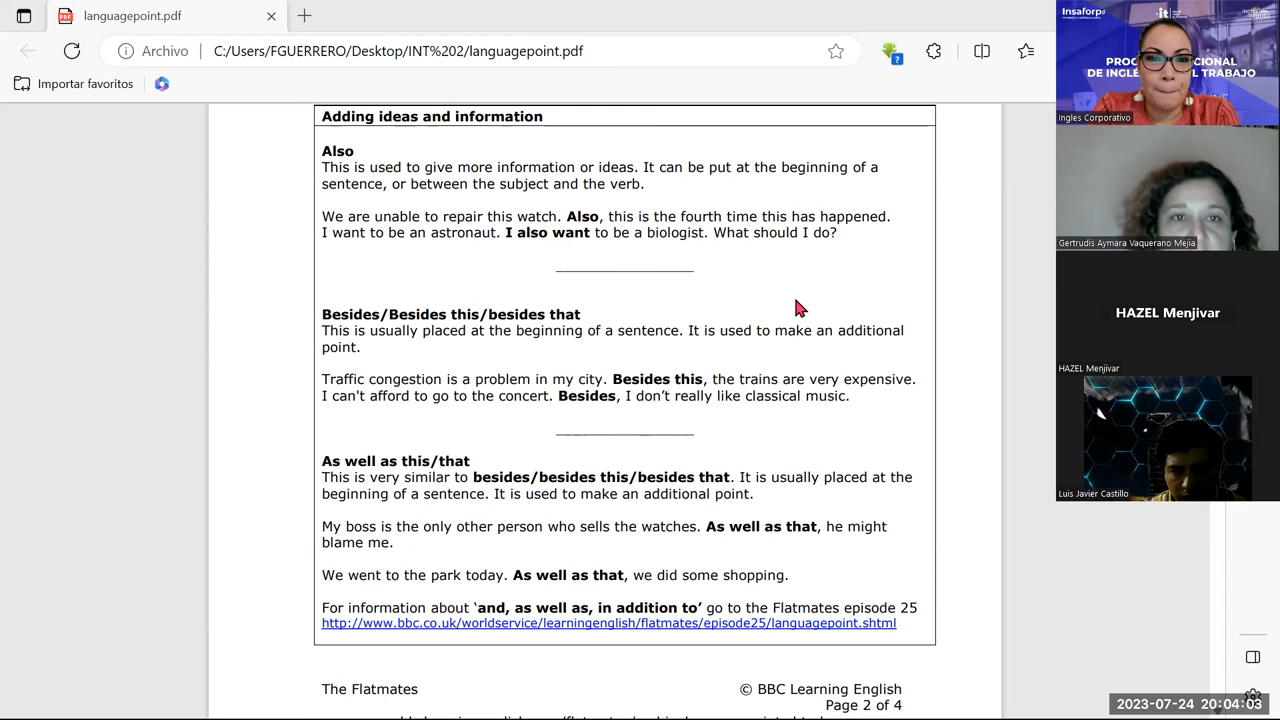 languagepoint.pdf
Archivo
C:/Users/FGUERRERO/Desktop/INT%202/languagepoint.pdf
Importar favoritos
Adding ideas and information
Also
This is used to give more information or ideas. It can be put at the beginning of a
sentence, or between the subject and the verb.
We are unable to repair this watch. Also, this is the fourth time this has happened.
I want to be an astronaut. I also want to be a biologist. What should I do?
Besides/Besides this/besides that
This is usually placed at the beginning of a sentence. It is used to make an additional
point.
Traffic congestion is a problem in my city. Besides this, the trains are very expensive.
I can't afford to go to the concert. Besides, I don't really like classical music.
As well as this/that
This is very similar to besides/besides this/besides that. It is usually placed at the
beginning of a sentence. It is used to make an additional point.
My boss is the only other person who sells the watches. As well as that, he might
blame me.
We went to the park today. As well as that, we did some shopping.
For information about 'and, as well as, in addition to' go to the Flatmates episode 25
http://www.bbc.co.uk/worldservice/learningenglish/flatmates/episode25/languagepoint.shtml
The Flatmates
© BBC Learning English
Page 2 of 4
Insaforp
Ingles Corporativo
Gertrudis Aymara Vaquerano Mejia
HAZEL Menjivar
HAZEL Menjivar
Luis Javier Castillo
2023-07-24 20:04:03